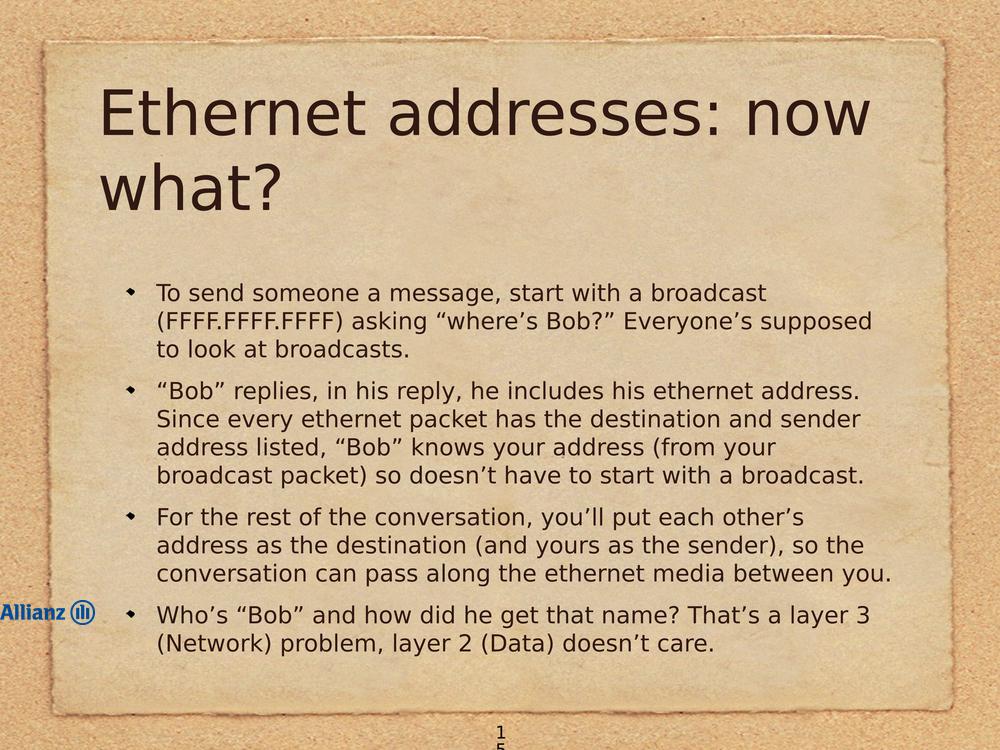 Ethernet addresses: now
what?
To send someone a message, start with a broadcast
(FFFF.FFFF.FFFF) asking “where’s Bob?” Everyone’s supposed
to look at broadcasts.
“Bob” replies, in his reply, he includes his ethernet address.
Since every ethernet packet has the destination and sender
address listed, “Bob” knows your address (from your
broadcast packet) so doesn’t have to start with a broadcast.
For the rest of the conversation, you’ll put each other’s
address as the destination (and yours as the sender), so the
conversation can pass along the ethernet media between you.
Allianz
Who’s “Bob” and how did he get that name? That’s a layer 3
(Network) problem, layer 2 (Data) doesn’t care.
1
5